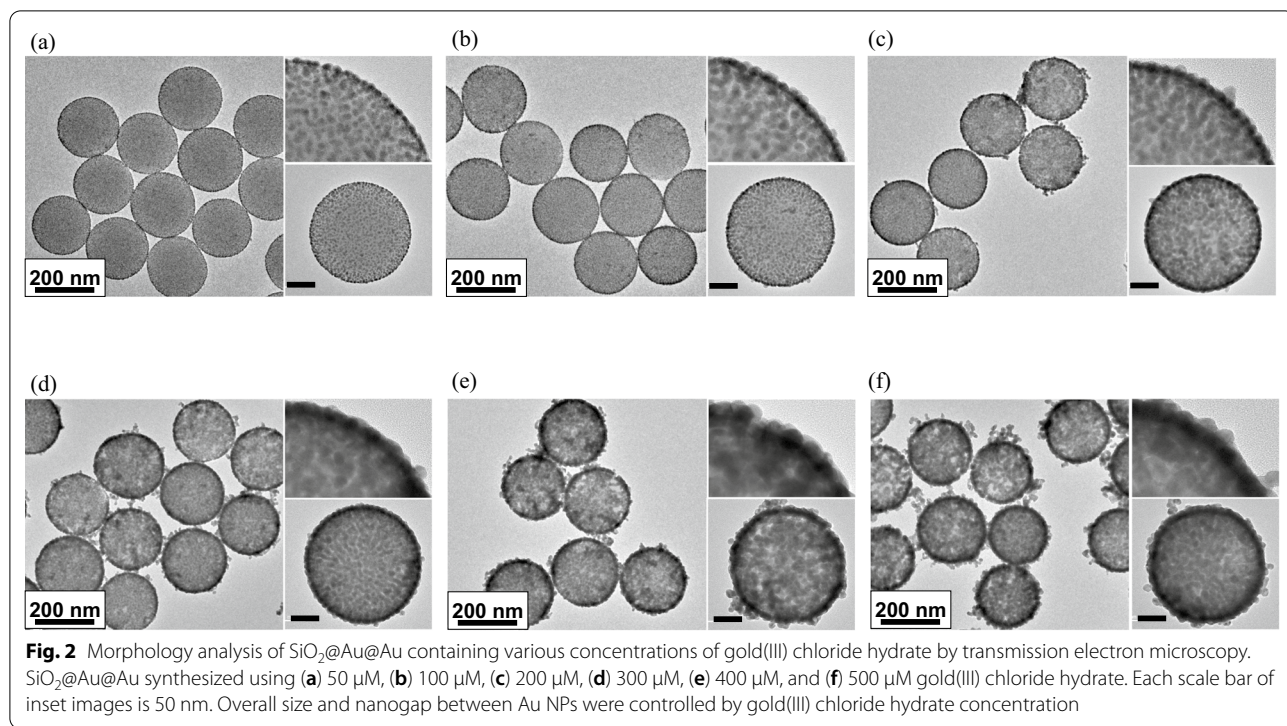 (a)
(b)
(c)
200 nm
200 nm
200 nm
(d)
(e)
(f)
200 nm
200 nm
200 nm
Fig. 2 Morphology analysis of SiO₂@Au@Au containing various concentrations of gold(III) chloride hydrate by transmission electron microscopy.
SiO₂@Au@Au synthesized using (a) 50 µM, (b) 100 µM, (c) 200 µM, (d) 300 µM, (e) 400 µM, and (f) 500 µM gold(III) chloride hydrate. Each scale bar of
inset images is 50 nm. Overall size and nanogap between Au NPs were controlled by gold(III) chloride hydrate concentration